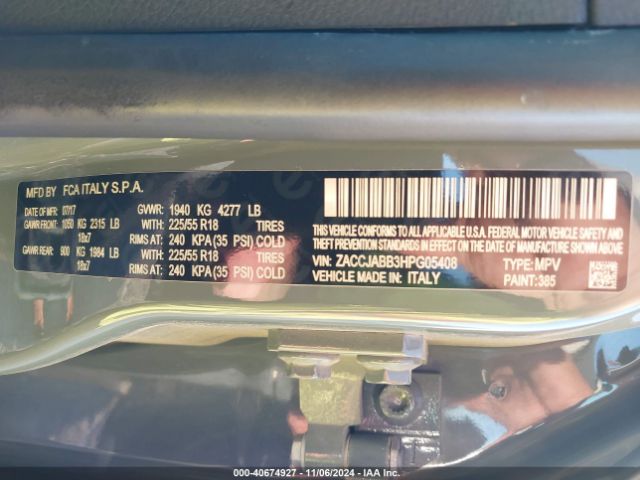 MFD BY FCA ITALY S.P.A.
DATE OF MFR: 07/17 GVWR: 1940 KG 4277 LB
GAWR FRONT: 1050 KG 2315 LB WITH 225/55 R18 TIRES
18x7 RIMS AT: 240 KPA (35 PSI) COLD
GAWR REAR: 900 KG 1984 LB WITH 225/55 R18 TIRES
18x7 RIMS AT: 240 KPA (35 PSI) COLD
THIS VEHICLE CONFORMS TO ALL APPLICABLE U.S.A. FEDERAL MOTOR VEHICLE SAFETY,
BUMPER AND THEFT PREVENTION STANDARDS IN EFFECT ON THE DATE OF MANUFACTURE SHOWN ABOVE.
VIN: ZACCJABB3HPG05408 TYPE: MPV
VEHICLE MADE IN: ITALY PAINT: 385
000-40674927 - 11/06/2024 - IAA Inc.